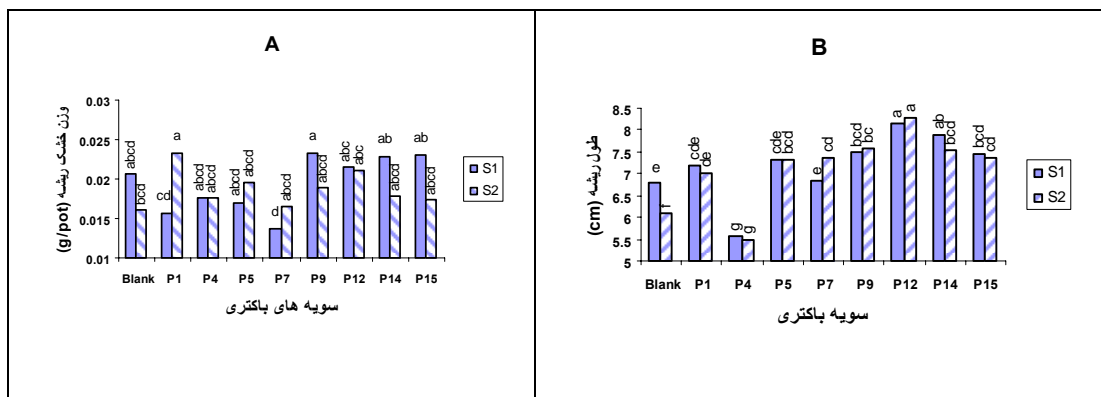 A
وزن خشک ریشه (g/pot)
0.03
0.025
0.02
0.015
0.01
abcd
bcd
cd
a
abcd
abcd
abcd
abcd
d
abcd
a
abcd
abc
abc
ab
abcd
ab
abcd
Blank P1 P4 P5 P7 P9 P12 P14 P15
سویه های باکتری
S1
S2
B
طول ریشه (cm)
8.5
8
7.5
7
6.5
6
5.5
5
e
f
cde
de
g
g
cde
bcd
e
cd
bcd
bc
a
a
ab
bcd
bcd
cd
Blank P1 P4 P5 P7 P9 P12 P14 P15
سویه باکتری
S1
S2